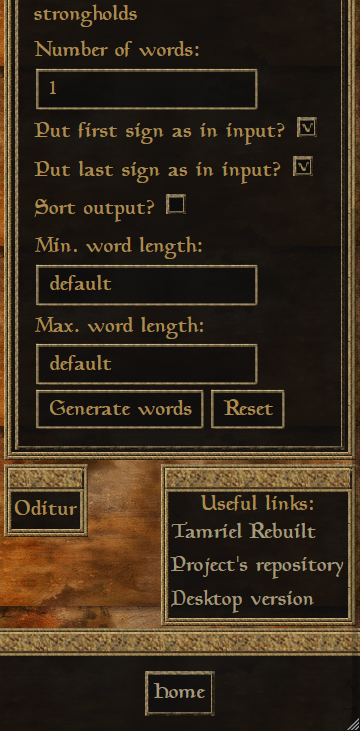 strongholds
Number of words:
1
Put first sign as in input?
Put last sign as in input?
Sort output?
Min. word length:
default
Max. word length:
default
Generate words Reset
Oditur
Useful links:
Tamriel Rebuilt
Project's repository
Desktop version
home